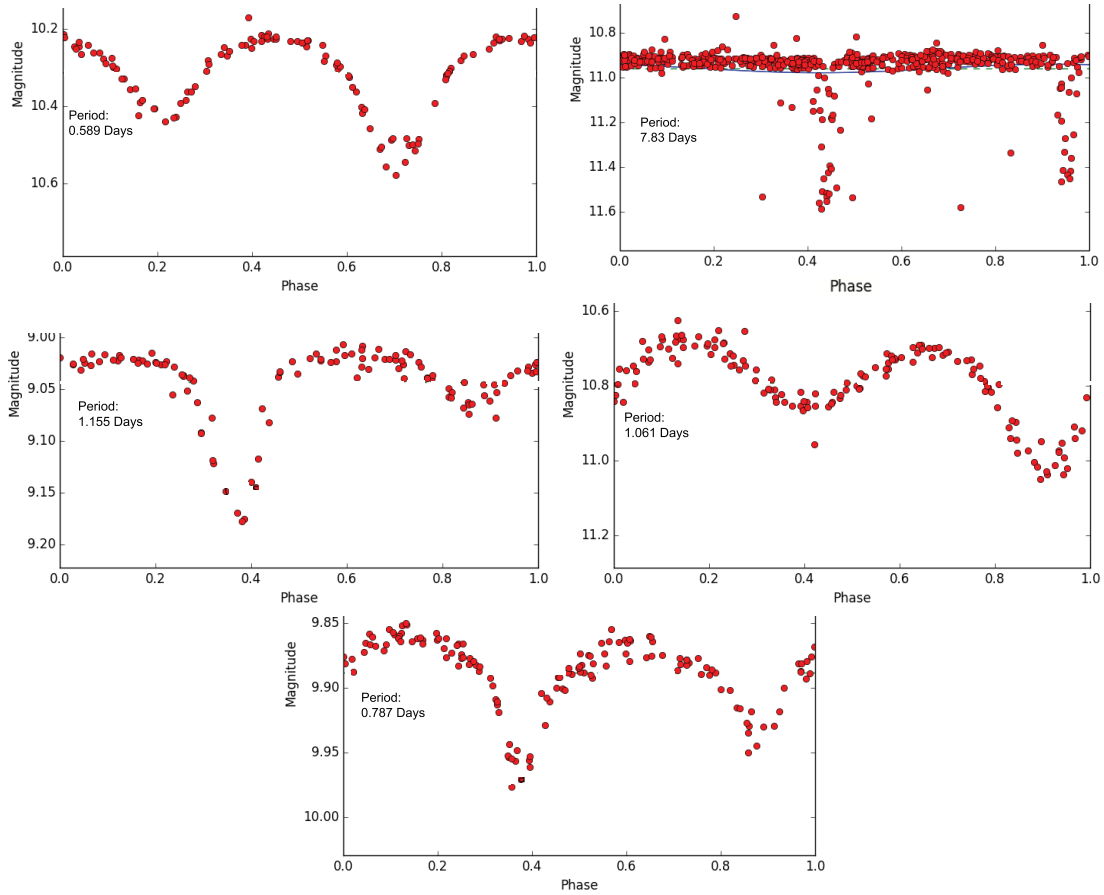 Magnitude
10.2
10.4
10.6
Period:
0.589 Days
0.0
0.2
0.4
0.6
0.8
1.0
Phase
Magnitude
10.8
11.0
11.2
11.4
11.6
Period:
7.83 Days
0.0
0.2
0.4
0.6
0.8
1.0
Phase
Magnitude
9.00
9.05
9.10
9.15
9.20
Period:
1.155 Days
0.0
0.2
0.4
0.6
0.8
1.0
Phase
Magnitude
10.6
10.8
11.0
11.2
Period:
1.061 Days
0.0
0.2
0.4
0.6
0.8
1.0
Phase
Magnitude
9.85
9.90
9.95
10.00
Period:
0.787 Days
0.0
0.2
0.4
0.6
0.8
1.0
Phase